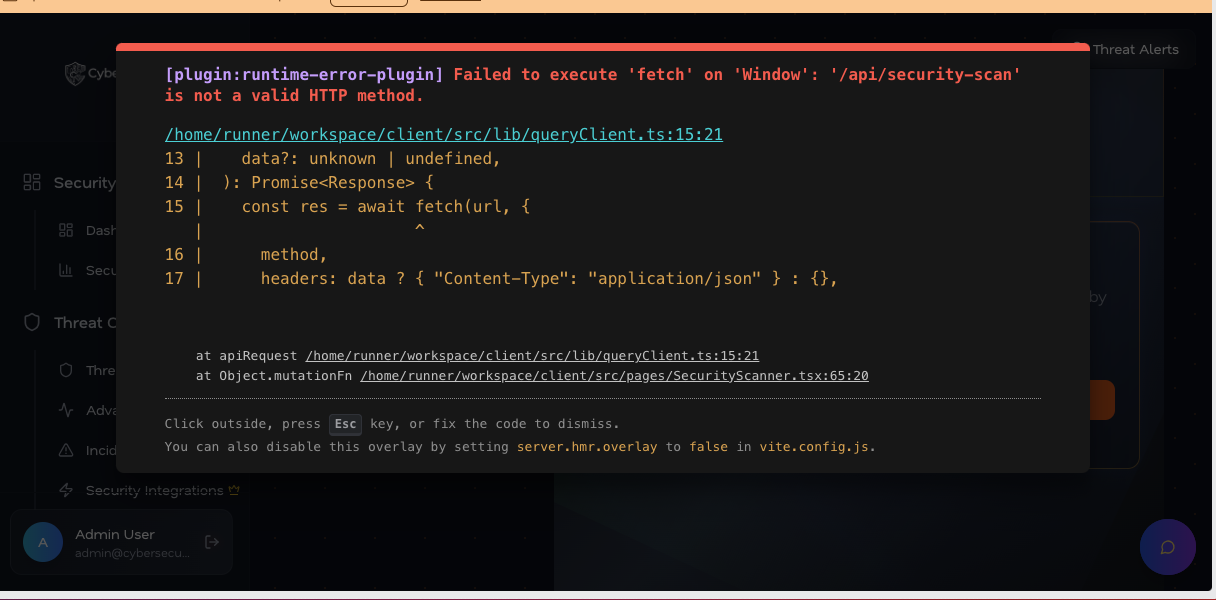 Threat Alerts
Cybe
[plugin:runtime-error-plugin] Failed to execute 'fetch' on 'Window': '/api/security-scan'
is not a valid HTTP method.
/home/runner/workspace/client/src/lib/queryClient.ts:15:21
13 |    data?: unknown | undefined,
14 |  ): Promise<Response> {
15 |    const res = await fetch(url, {
   |                      ^
16 |      method,
17 |      headers: data ? { "Content-Type": "application/json" } : {},
at apiRequest /home/runner/workspace/client/src/lib/queryClient.ts:15:21
at Object.mutationFn /home/runner/workspace/client/src/pages/SecurityScanner.tsx:65:20
Click outside, press Esc key, or fix the code to dismiss.
You can also disable this overlay by setting server.hmr.overlay to false in vite.config.js.
Security
Dash
Secu
Threat C
Thre
Adva
Incid
Security Integrations
by
A
Admin User
admin@cybersecu...